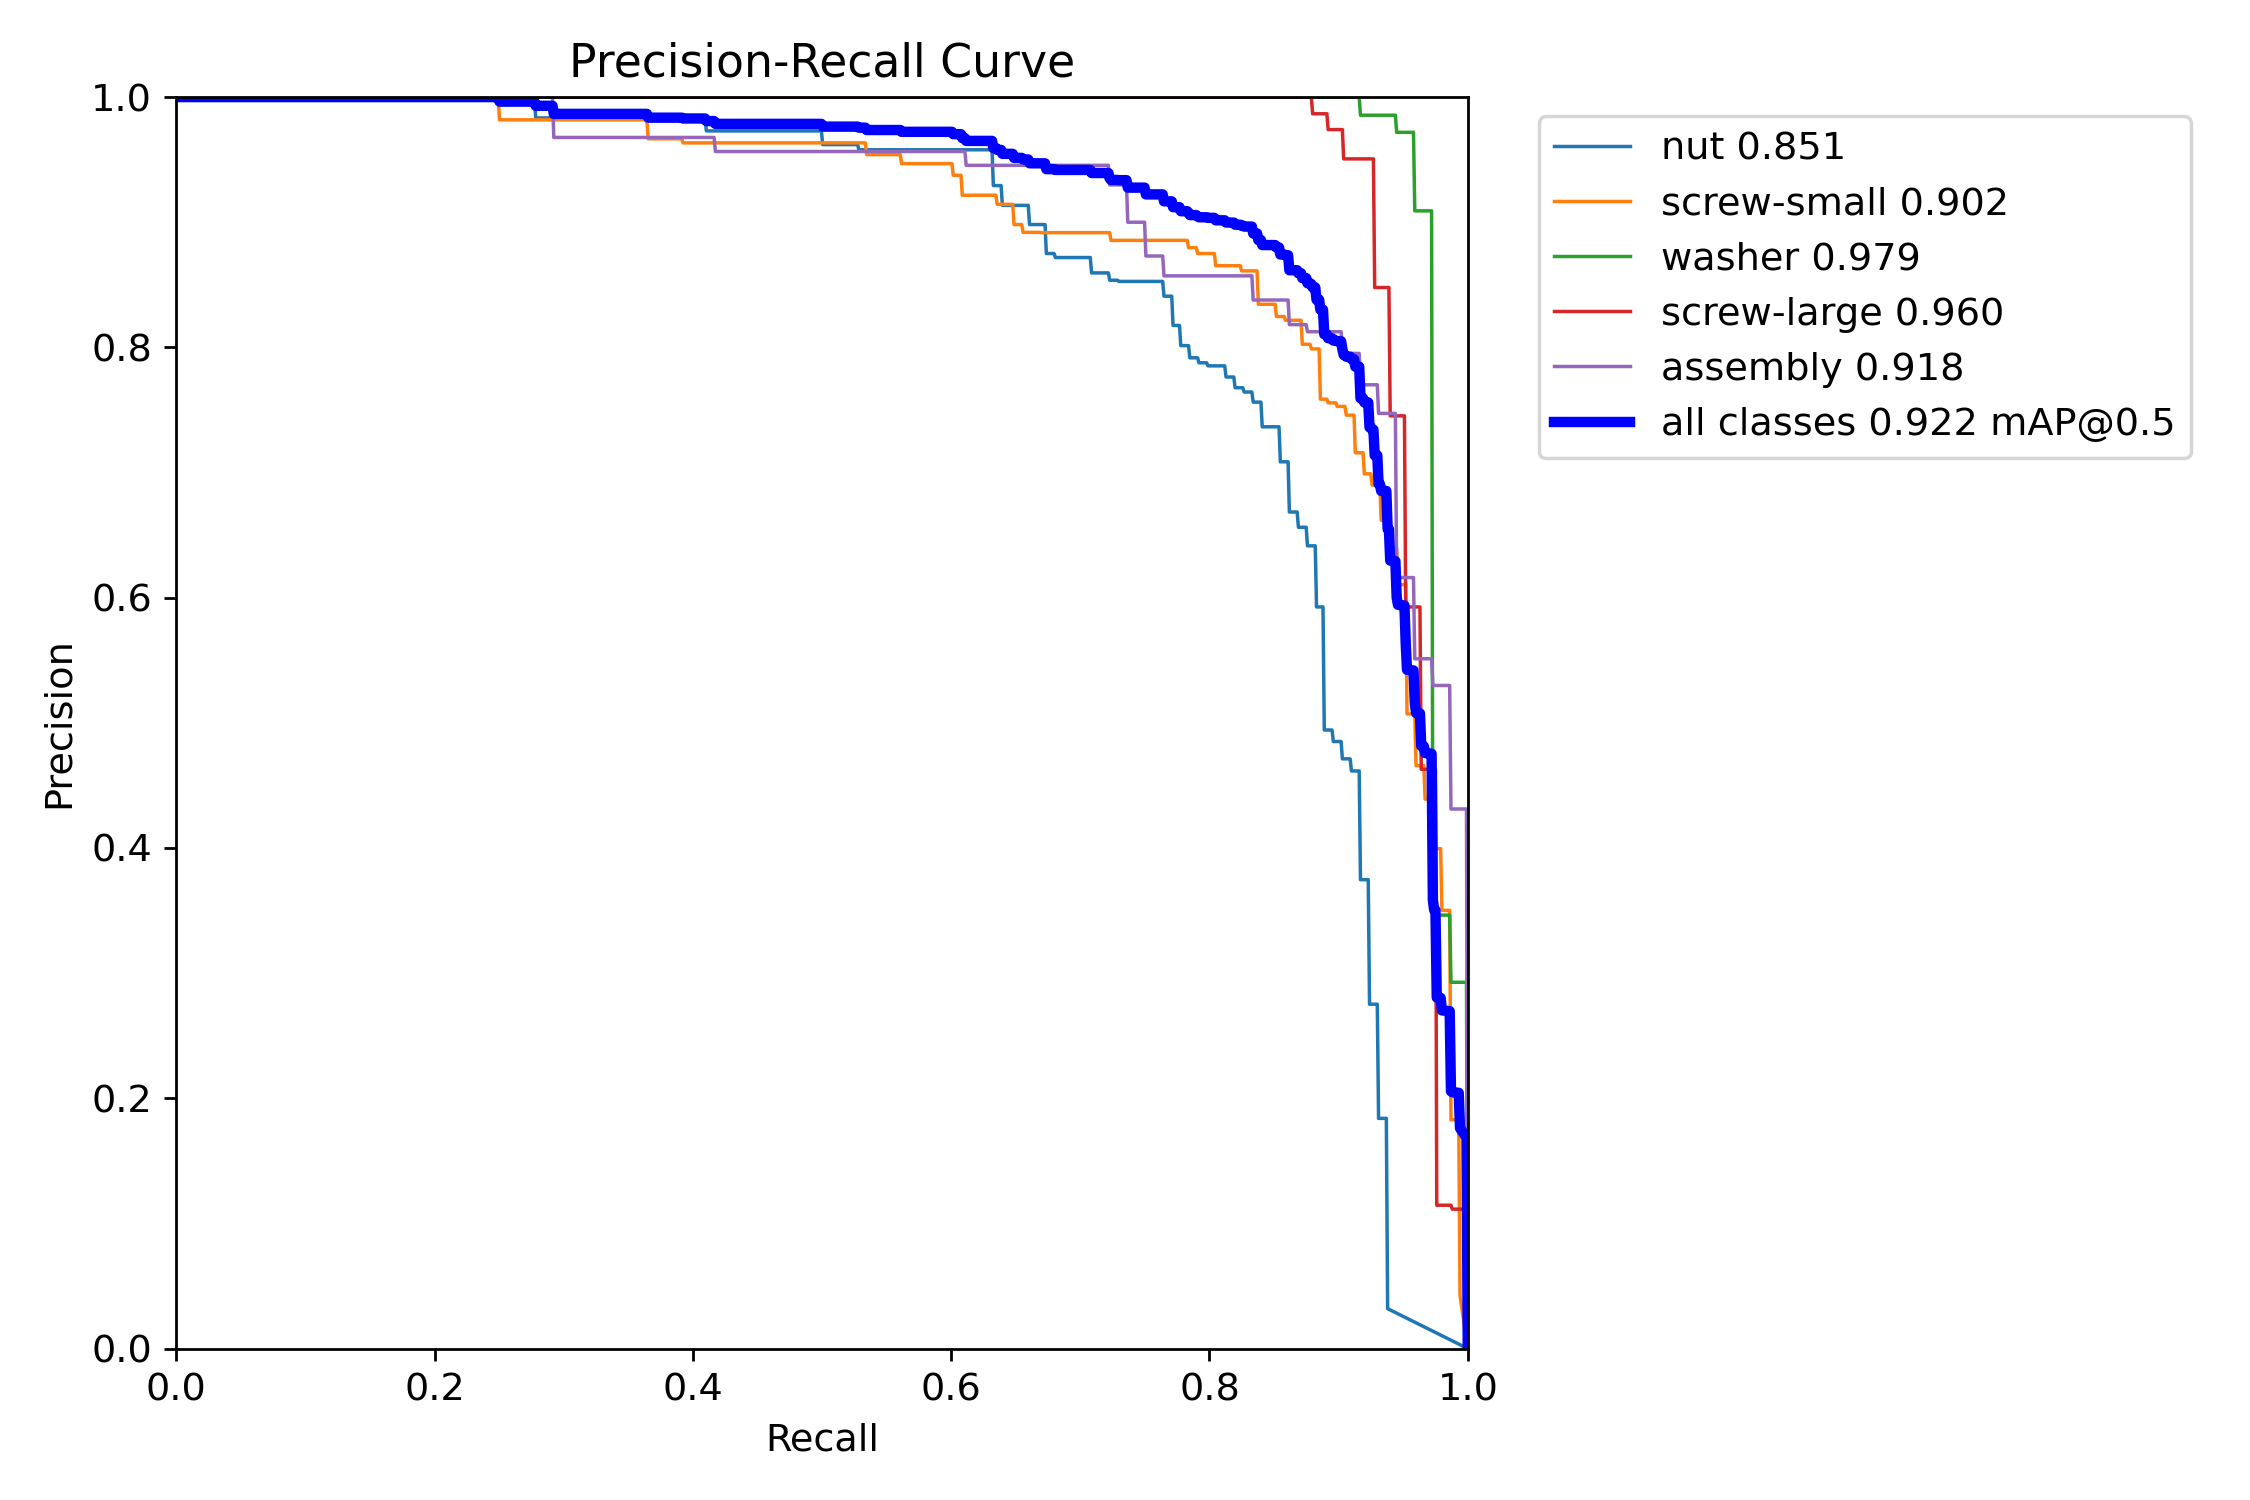 Precision-Recall Curve
1.0
0.8
0.6
0.4
0.2
0.0
Precision
0.0 0.2 0.4 0.6 0.8 1.0
Recall
nut 0.851
screw-small 0.902
washer 0.979
screw-large 0.960
assembly 0.918
all classes 0.922 mAP@0.5